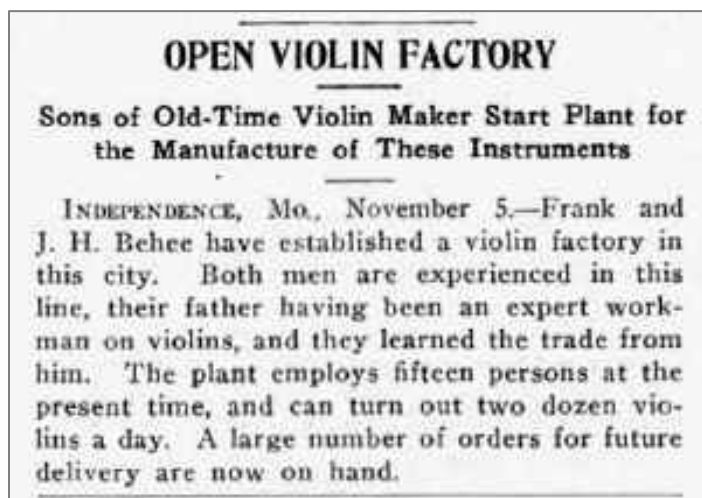 OPEN VIOLIN FACTORY
Sons of Old-Time Violin Maker Start Plant for
the Manufacture of These Instruments
INDEPENDENCE, Mo., November 5.—Frank and
J. H. Behee have established a violin factory in
this city. Both men are experienced in this
line, their father having been an expert work-
man on violins, and they learned the trade from
him. The plant employs fifteen persons at the
present time, and can turn out two dozen vio-
lins a day. A large number of orders for future
delivery are now on hand.